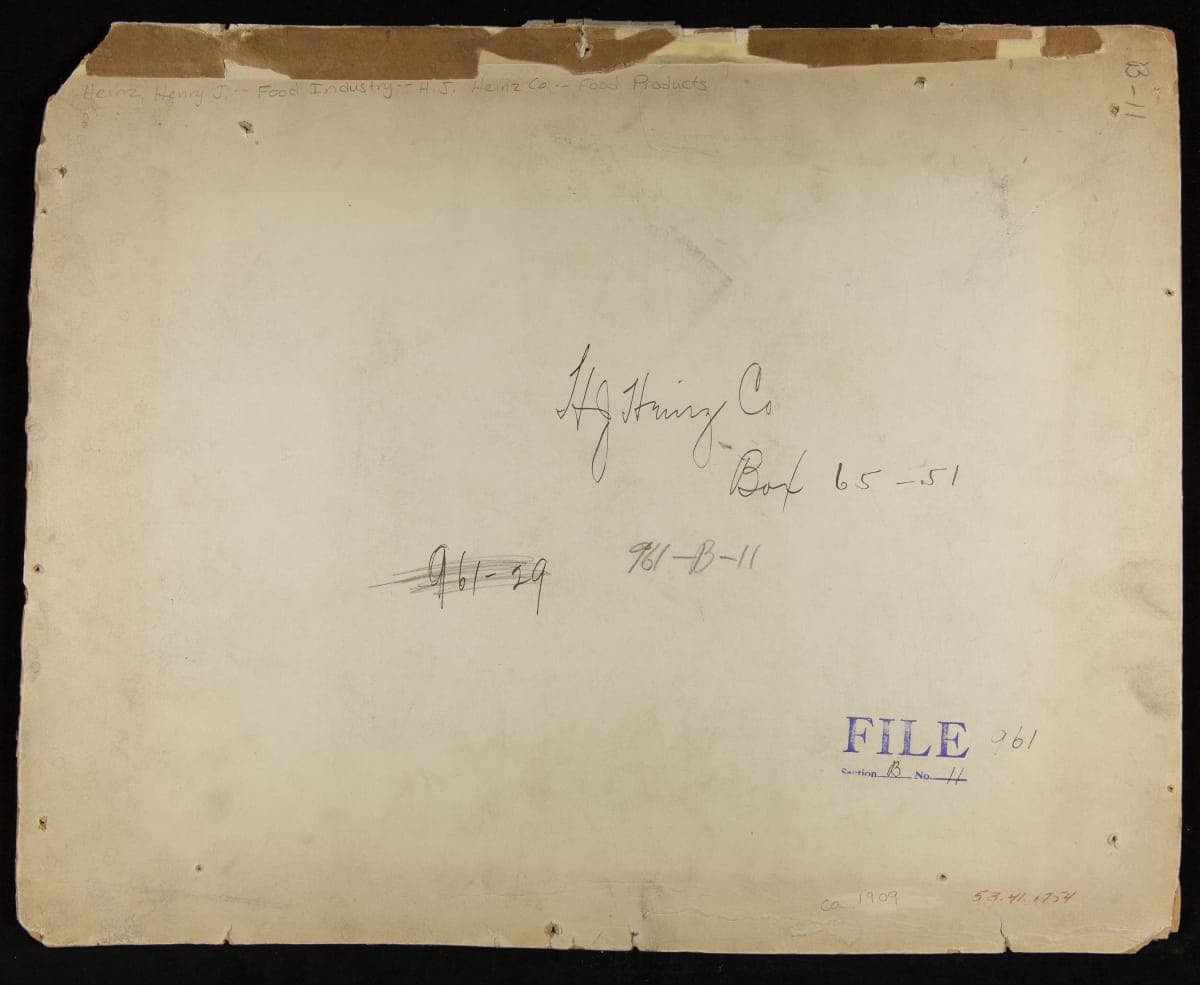 Heinz, Henry J. -- Food Industry -- H. J. Heinz Co. -- Food Products
B-11
HJ Heinz Co
Box 65-51
961-29
961-B-11
FILE 961
Section B No. 11
ca 1909
53.41.1754